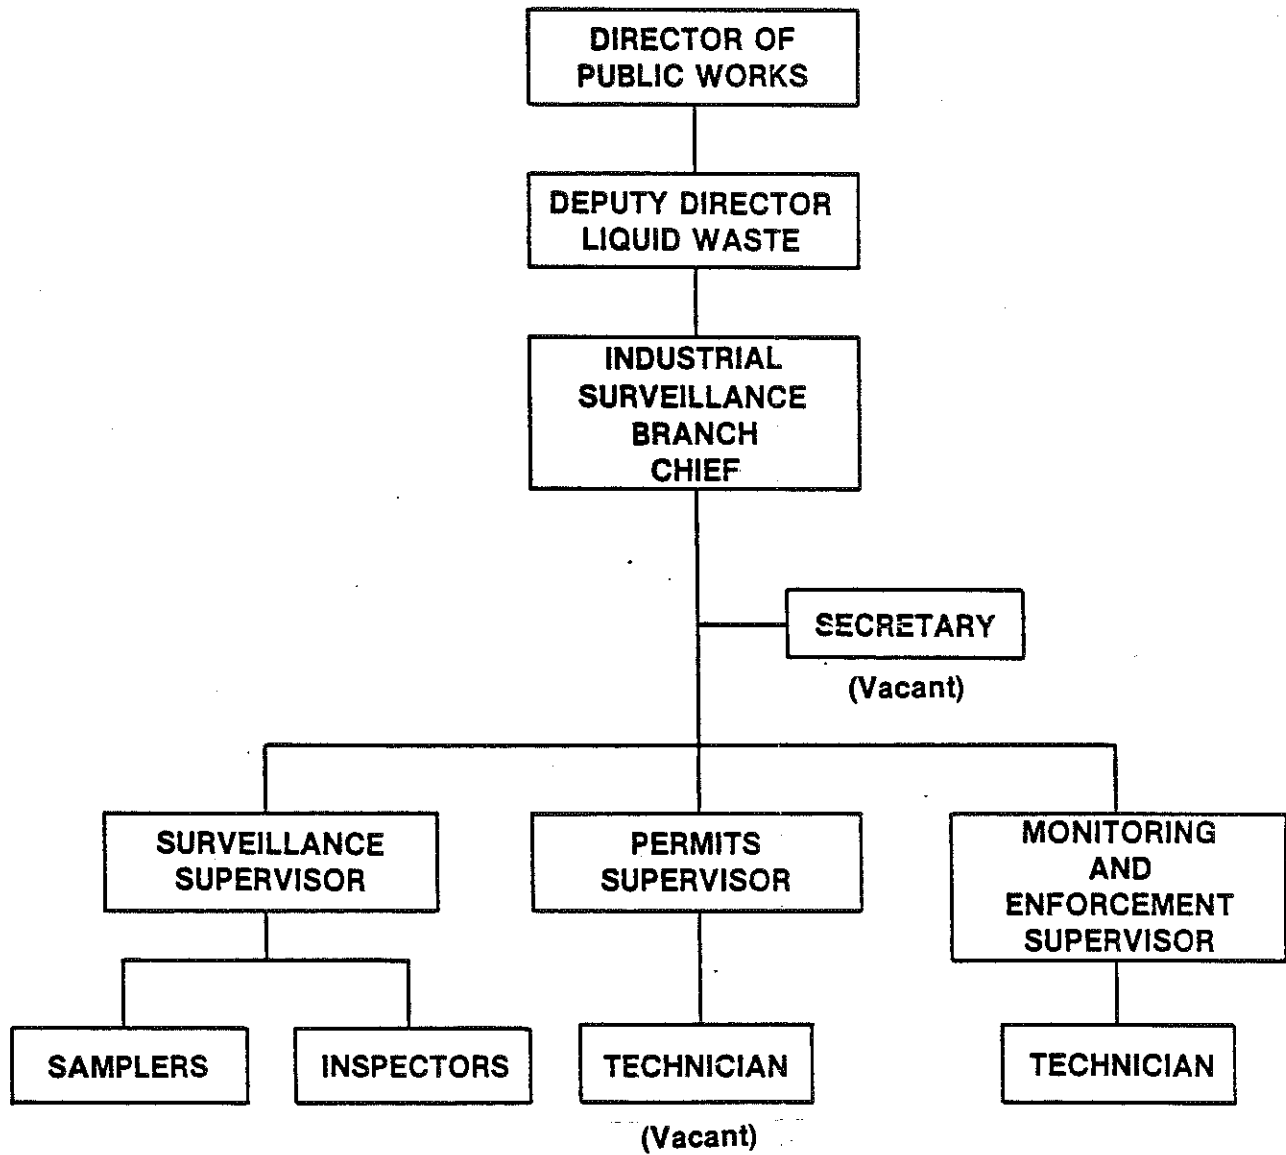 DIRECTOR OF
PUBLIC WORKS
DEPUTY DIRECTOR
LIQUID WASTE
INDUSTRIAL
SURVEILLANCE
BRANCH
CHIEF
SECRETARY
(Vacant)
SURVEILLANCE
SUPERVISOR
PERMITS
SUPERVISOR
MONITORING
AND
ENFORCEMENT
SUPERVISOR
SAMPLERS
INSPECTORS
TECHNICIAN
(Vacant)
TECHNICIAN